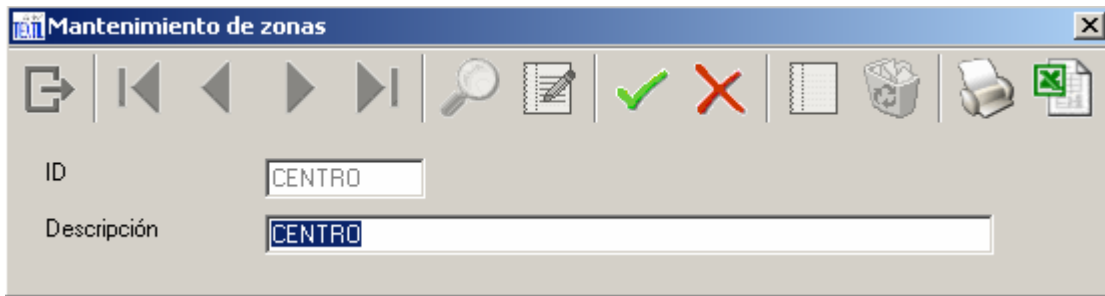 Mantenimiento de zonas
ID
CENTRO
Descripción
CENTRO